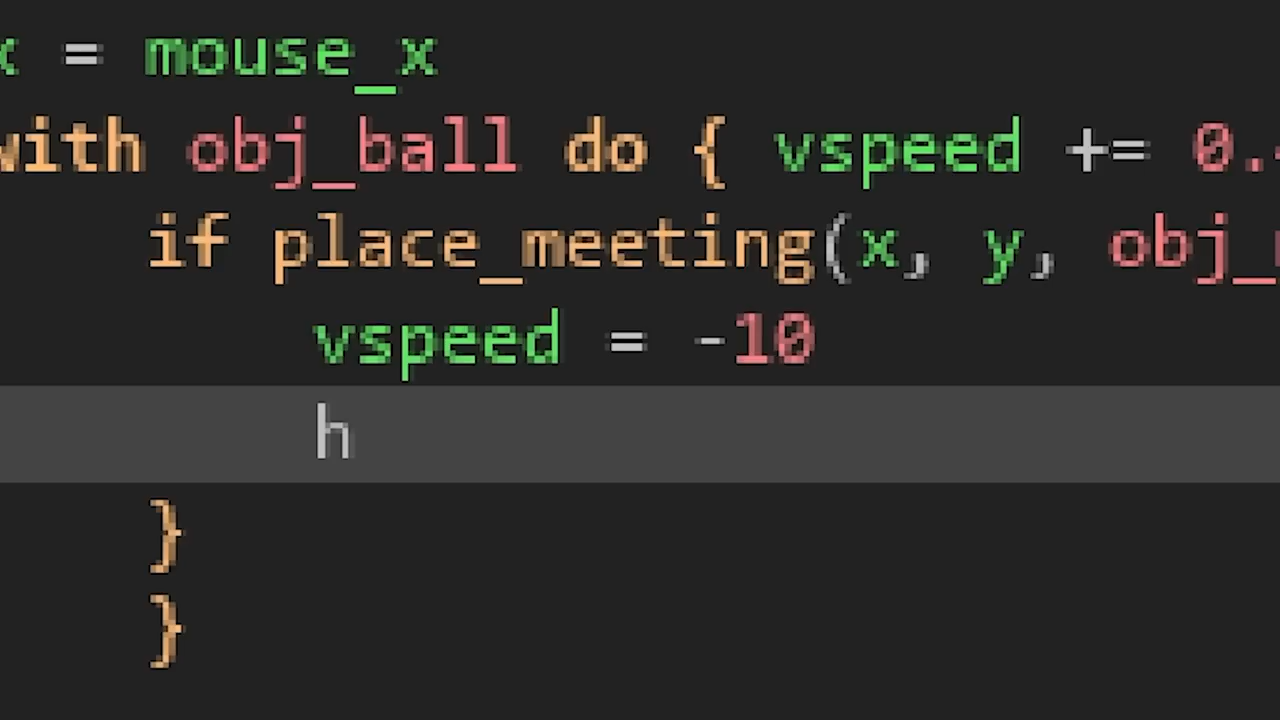 x = mouse_x
with obj_ball do { vspeed += 0.
if place_meeting(x, y, obj_
vspeed = -10
h
}
}